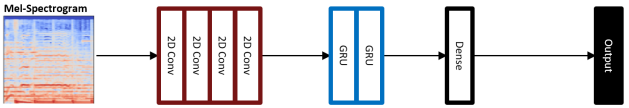 Mel-Spectrogram
2D Conv
2D Conv
2D Conv
2D Conv
GRU
GRU
Dense
Output